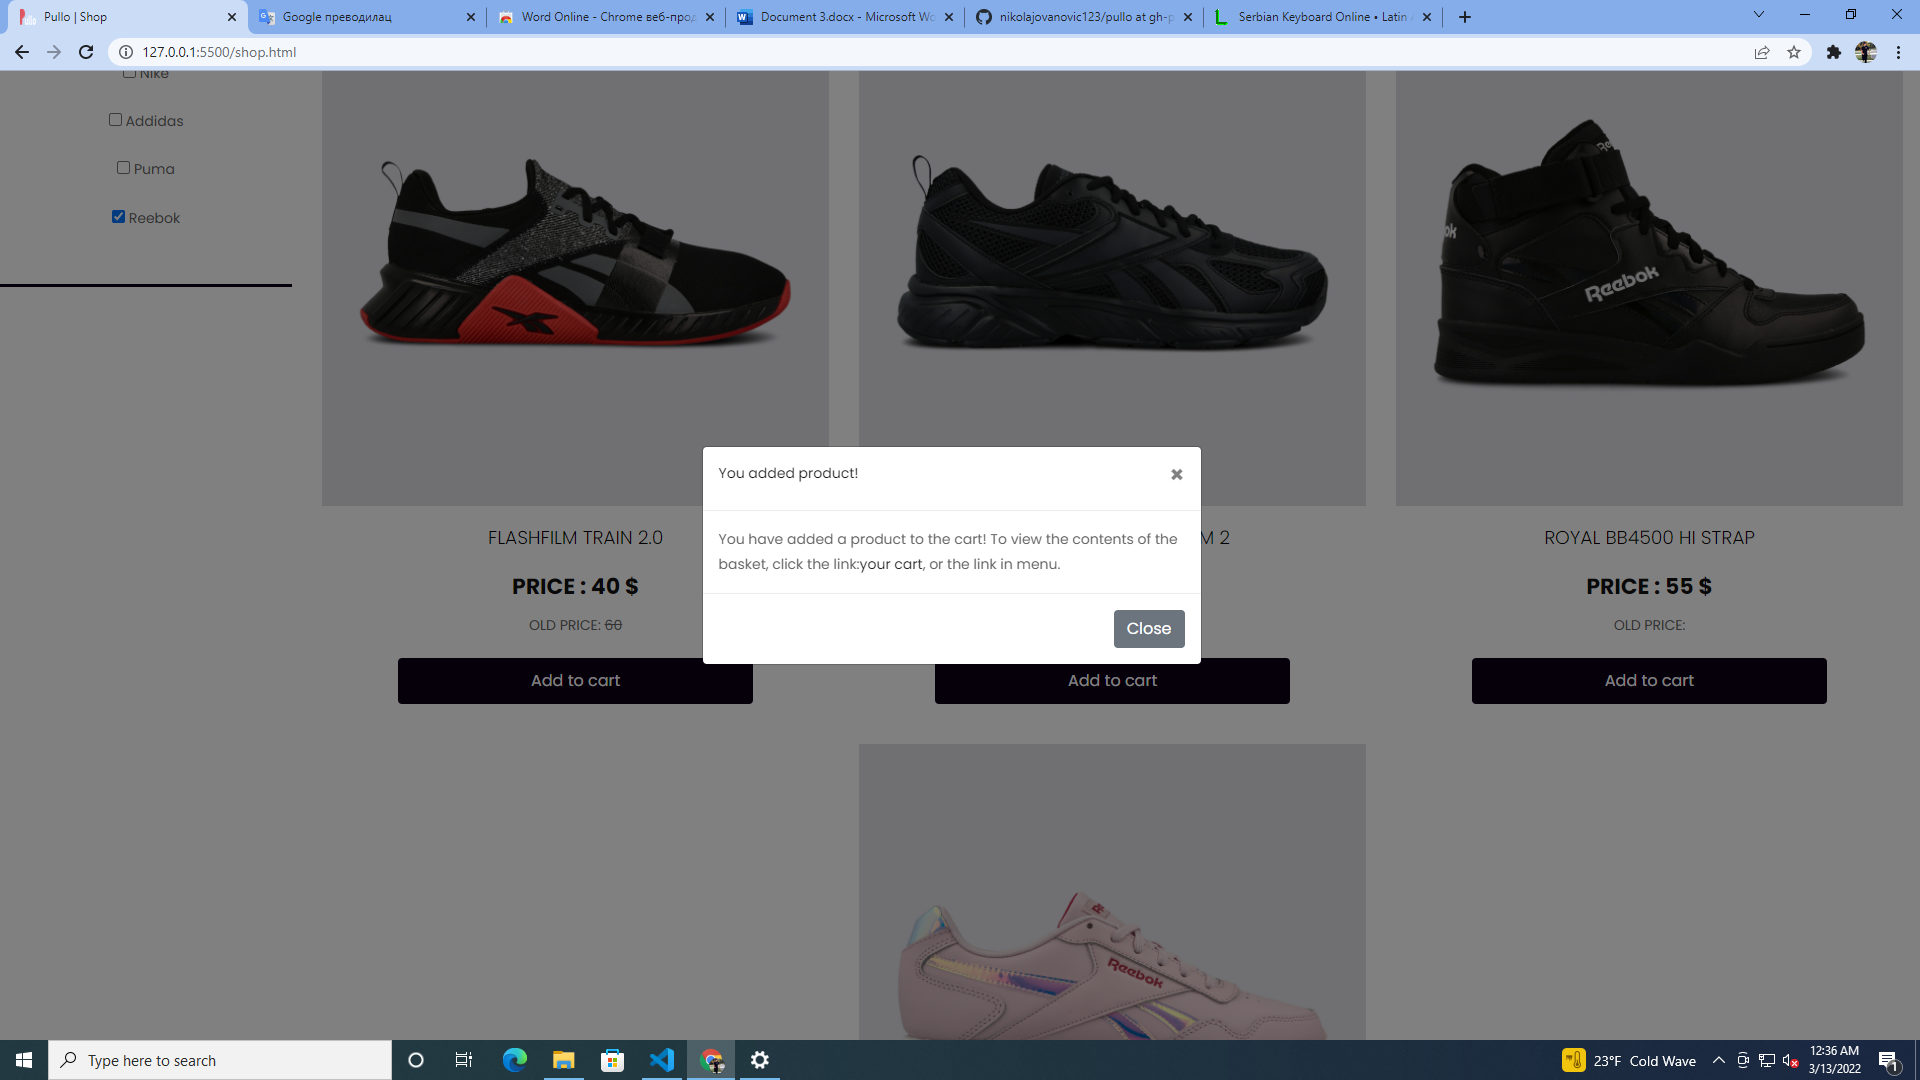 Pullo | Shop
Google преводилац
Word Online - Chrome веб-прод
Document 3.docx - Microsoft Wo
nikolajovanovic123/pullo at gh-p
Serbian Keyboard Online • Latin
127.0.0.1:5500/shop.html
Nike
Addidas
Puma
Reebok
Reebok
You added product!
You have added a product to the cart! To view the contents of the
basket, click the link:your cart, or the link in menu.
Close
FLASHFILM TRAIN 2.0
M 2
ROYAL BB4500 HI STRAP
PRICE : 40 $
PRICE : 55 $
OLD PRICE: 60
OLD PRICE:
Add to cart
Add to cart
Add to cart
Reebok
Type here to search
23°F Cold Wave
12:36 AM
3/13/2022
1